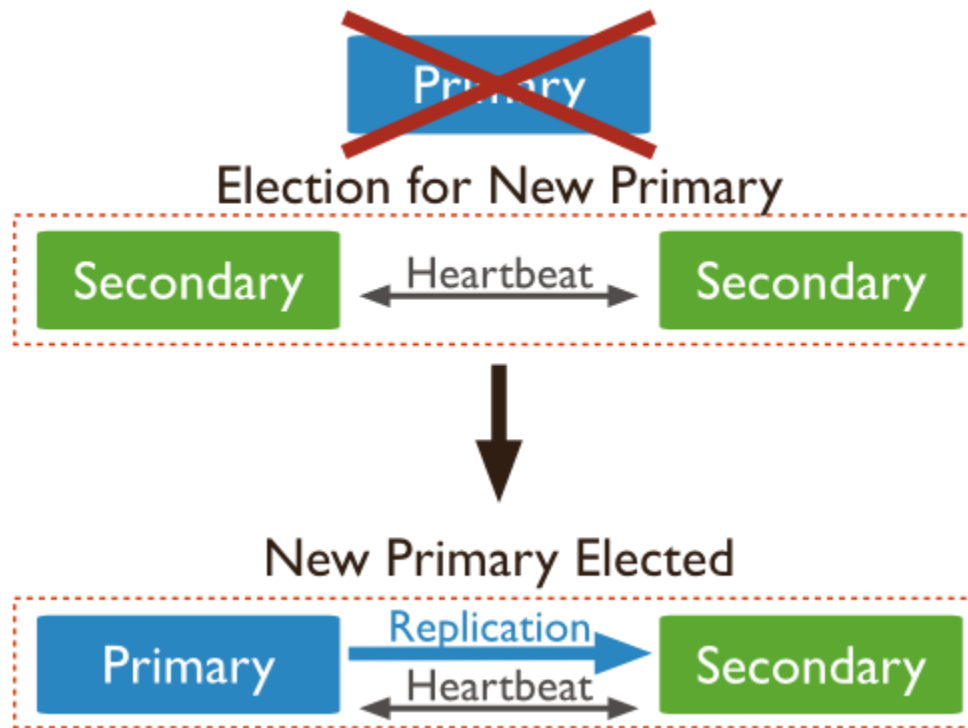 Primary
Election for New Primary
Secondary
Heartbeat
Secondary
New Primary Elected
Primary
Replication
Heartbeat
Secondary